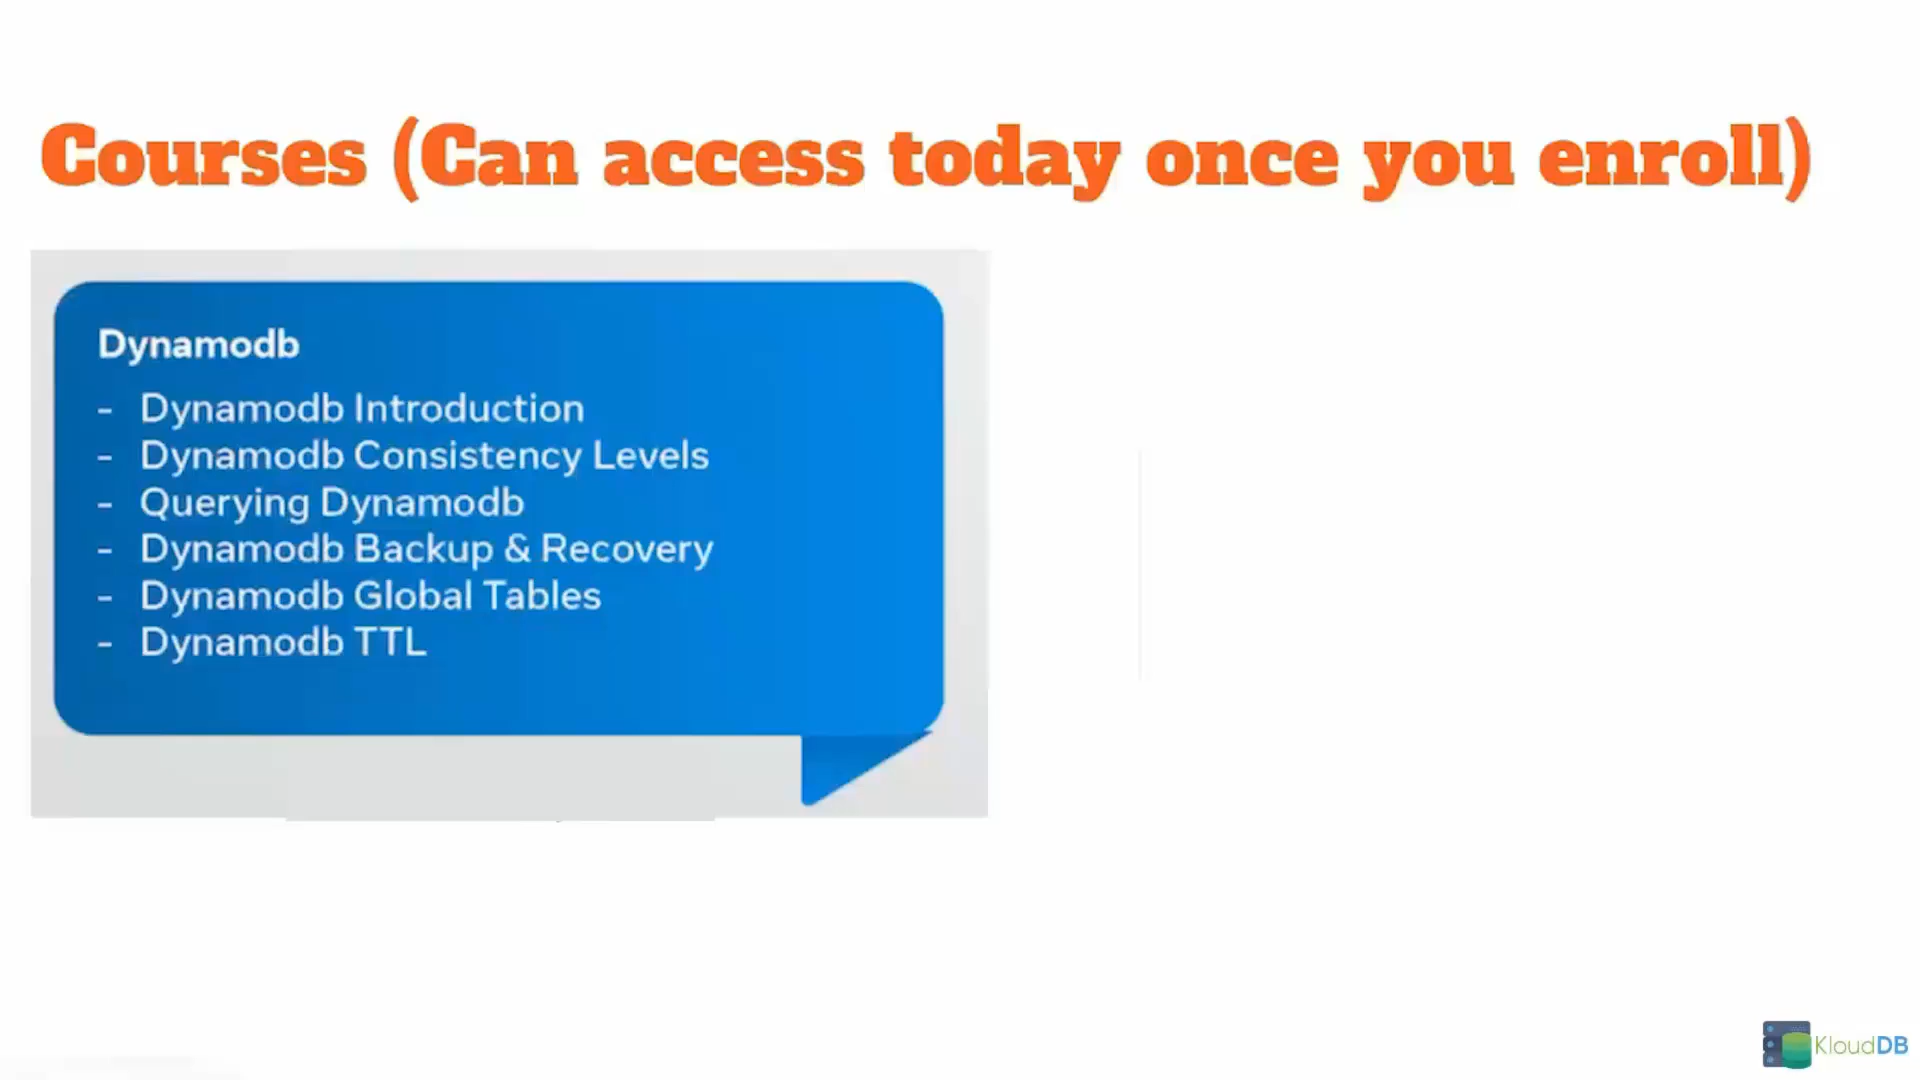 Courses (Can access today once you enroll)
Dynamodb
- Dynamodb Introduction
- Dynamodb Consistency Levels
- Querying Dynamodb
- Dynamodb Backup & Recovery
- Dynamodb Global Tables
- Dynamodb TTL
KloudDB